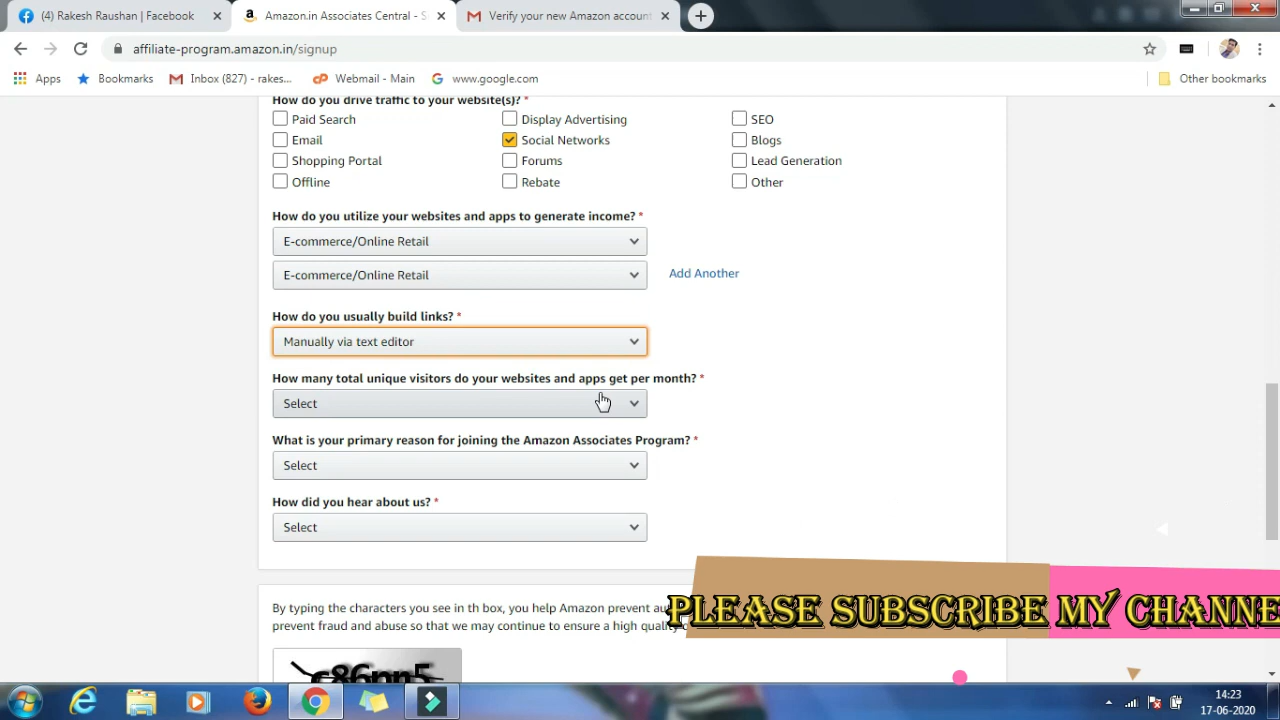 (4) Rakesh Raushan | Facebook
Amazon.in Associates Central - S
Verify your new Amazon account
affiliate-program.amazon.in/signup
Apps
Bookmarks
Inbox (827) - rakes...
Webmail - Main
www.google.com
Other bookmarks
How do you drive traffic to your website(s)? *
Paid Search
Display Advertising
SEO
Email
Social Networks
Blogs
Shopping Portal
Forums
Lead Generation
Offline
Rebate
Other
How do you utilize your websites and apps to generate income? *
E-commerce/Online Retail
E-commerce/Online Retail
Add Another
How do you usually build links? *
Manually via text editor
How many total unique visitors do your websites and apps get per month? *
Select
What is your primary reason for joining the Amazon Associates Program? *
Select
How did you hear about us? *
Select
By typing the characters you see in th box, you help Amazon prevent au
prevent fraud and abuse so that we may continue to ensure a high quality
PLEASE SUBSCRIBE MY CHANNE
c86nn5
14:23
17-06-2020